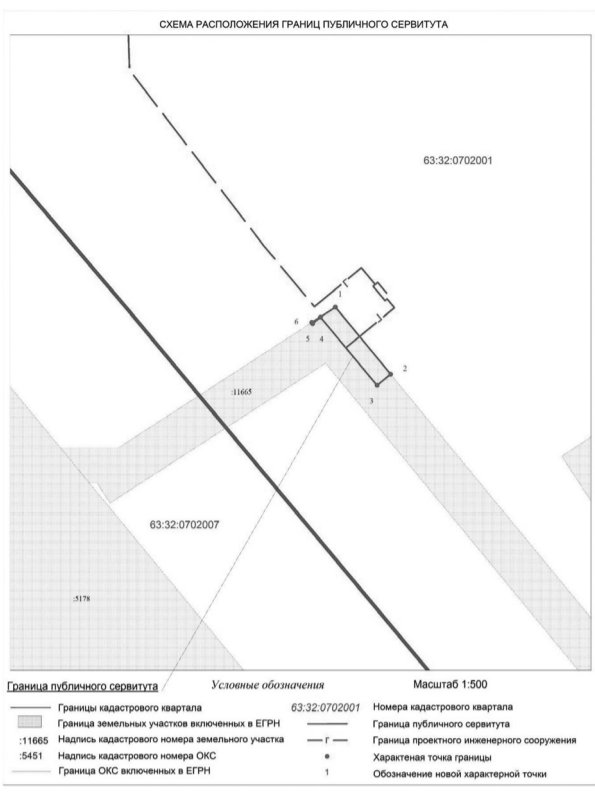 СХЕМА РАСПОЛОЖЕНИЯ ГРАНИЦ ПУБЛИЧНОГО СЕРВИТУТА
63:32:0702001
1
6
5 4
2
3
:11665
63:32:0702007
:5178
Граница публичного сервитута Условные обозначения Масштаб 1:500
Границы кадастрового квартала 63:32:0702001 Номера кадастрового квартала
Граница земельных участков включенных в ЕГРН Граница публичного сервитута
:11665 Надпись кадастрового номера земельного участка г Граница проектного инженерного сооружения
:5451 Надпись кадастрового номера ОКС Характеная точка границы
Граница ОКС включенных в ЕГРН 1 Обозначение новой характерной точки